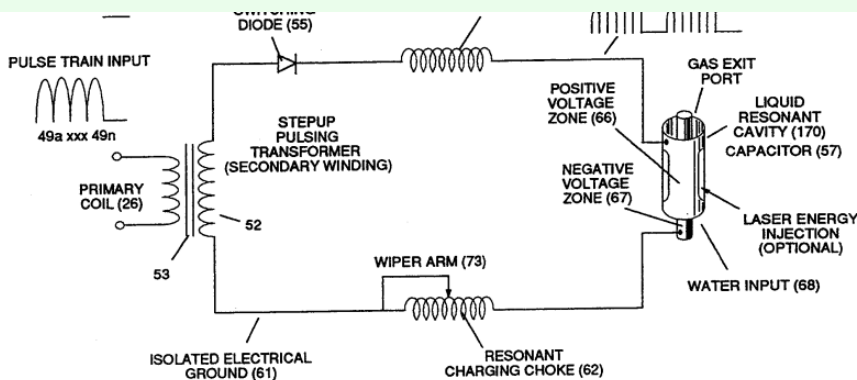 SWITCHING
DIODE (55)
PULSE TRAIN INPUT
49a xxx 49n
STEPUP
PULSING
TRANSFORMER
(SECONDARY WINDING)
PRIMARY
COIL (26)
52
53
POSITIVE
VOLTAGE
ZONE (66)
NEGATIVE
VOLTAGE
ZONE (67)
GAS EXIT
PORT
LIQUID
RESONANT
CAVITY (170)
CAPACITOR (57)
LASER ENERGY
INJECTION
(OPTIONAL)
WATER INPUT (68)
WIPER ARM (73)
ISOLATED ELECTRICAL
GROUND (61)
RESONANT
CHARGING CHOKE (62)